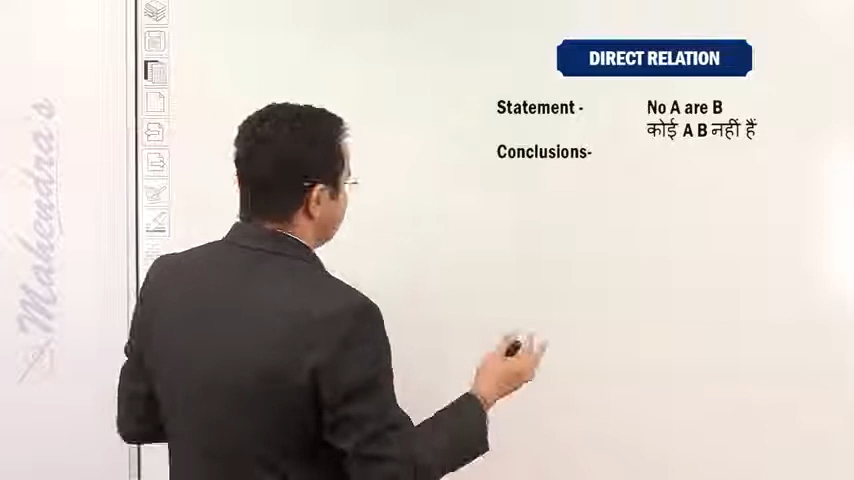 Mahendra's
DIRECT RELATION
Statement - No A are B
कोई A B नहीं हैं
Conclusions-